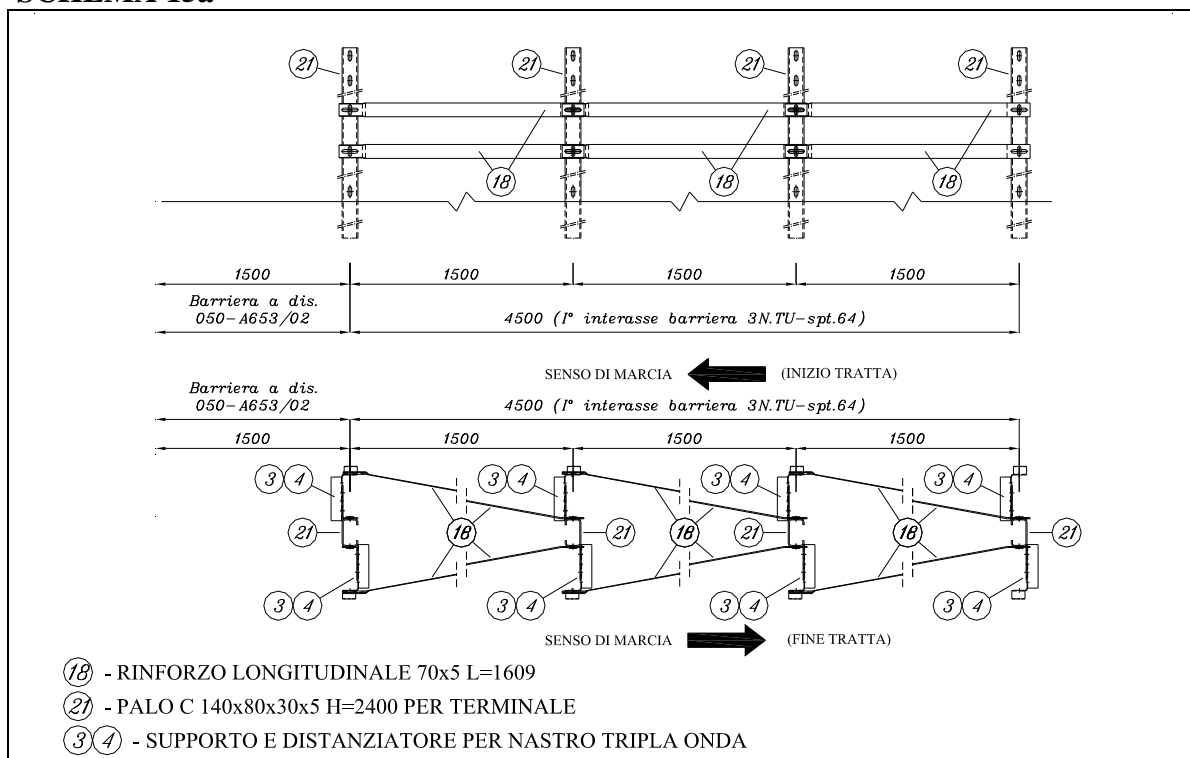 SCHEMA 13a
21 21 21 21
18 18 18
1500 1500 1500 1500
Barriera a dis.
050-A653/02
4500 (I° interasse barriera 3N.TU-spt.64)
SENSO DI MARCIA (INIZIO TRATTA)
Barriera a dis.
050-A653/02
4500 (I° interasse barriera 3N.TU-spt.64)
1500 1500 1500 1500
3 4 3 4 3 4 3 4
21 18 21 18 21 18 21
3 4 3 4 3 4 3 4
SENSO DI MARCIA (FINE TRATTA)
18 - RINFORZO LONGITUDINALE 70x5 L=1609
21 - PALO C 140x80x30x5 H=2400 PER TERMINALE
3 4 - SUPPORTO E DISTANZIATORE PER NASTRO TRIPLA ONDA